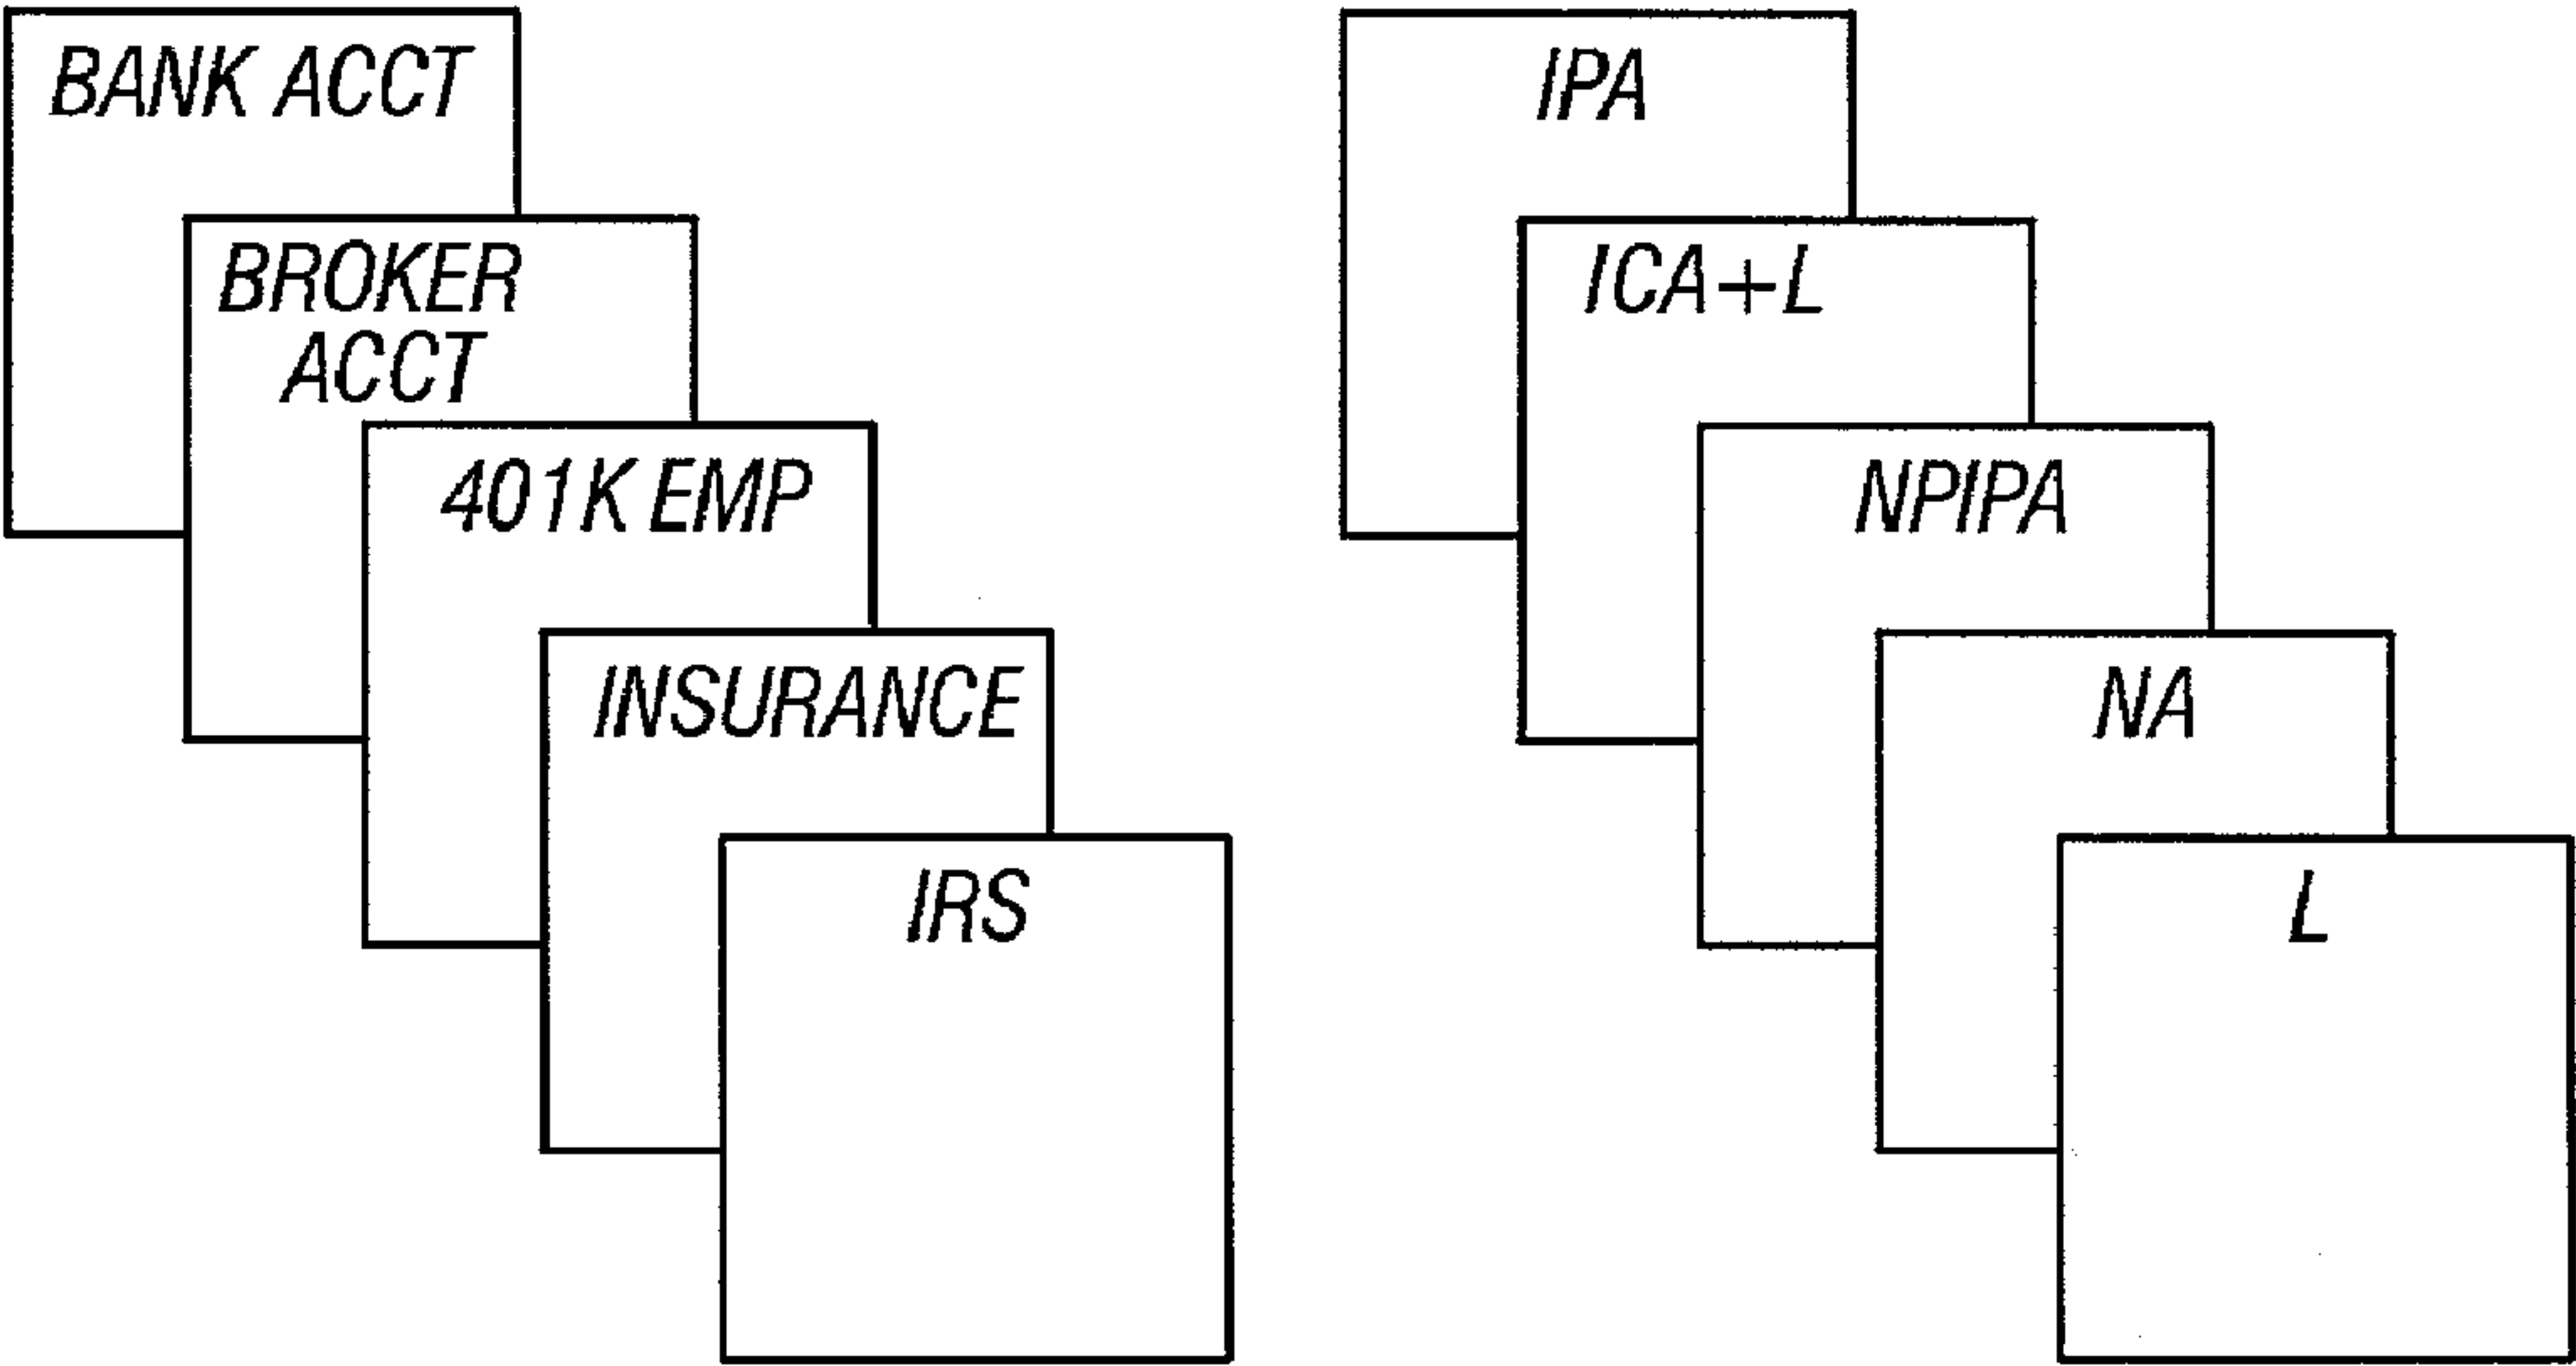 BANK ACCT
BROKER
ACCT
401K EMP
INSURANCE
IRS
IPA
ICA+L
NPIPA
NA
L